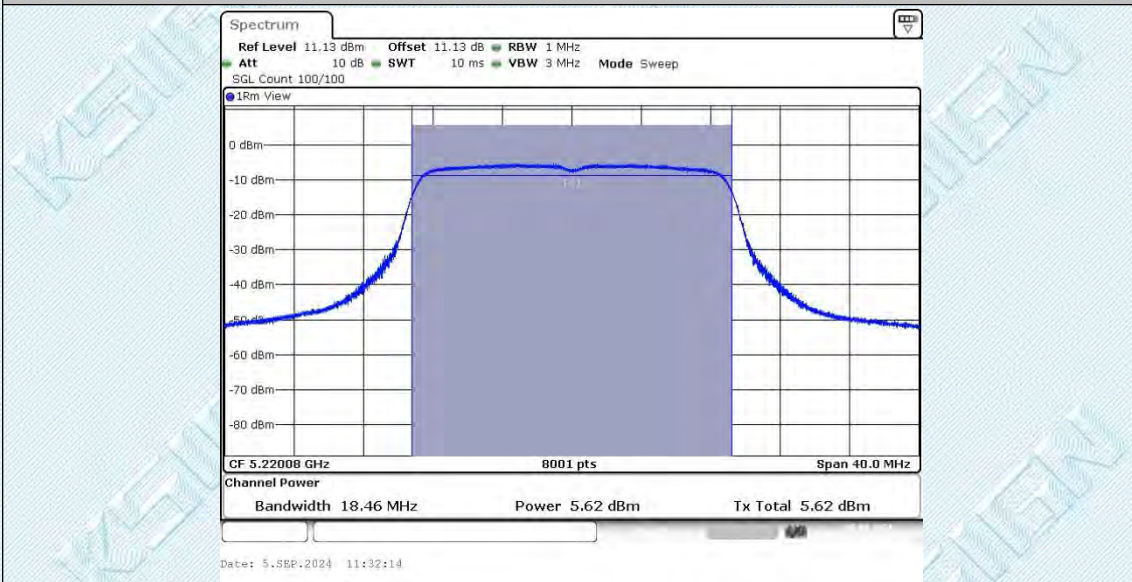 Spectrum
Ref Level 11.13 dBm Offset 11.13 dB RBW 1 MHz
Att 10 dB SWT 10 ms VBW 3 MHz Mode Sweep
SGL Count 100/100
1Rm View
0 dBm
-10 dBm
-20 dBm
-30 dBm
-40 dBm
-50 dBm
-60 dBm
-70 dBm
-80 dBm
CF 5.22008 GHz 8001 pts Span 40.0 MHz
Channel Power
Bandwidth 18.46 MHz Power 5.62 dBm Tx Total 5.62 dBm
Date: 5.SEP.2024 11:32:14